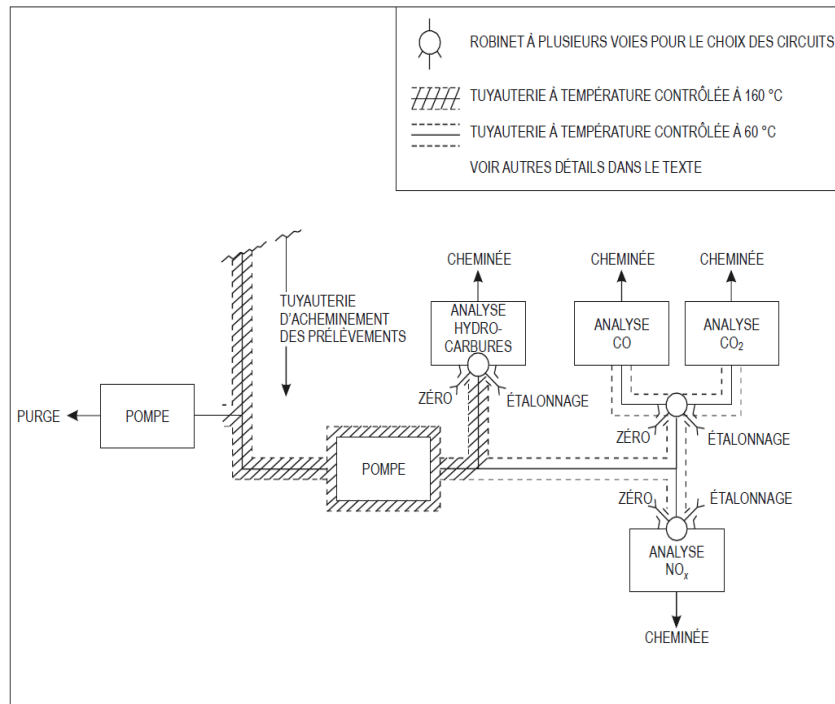 ROBINET À PLUSIEURS VOIES POUR LE CHOIX DES CIRCUITS
TUYAUTERIE À TEMPÉRATURE CONTRÔLÉE À 160 °C
TUYAUTERIE À TEMPÉRATURE CONTRÔLÉE À 60 °C
VOIR AUTRES DÉTAILS DANS LE TEXTE
CHEMINÉE
CHEMINÉE
CHEMINÉE
TUYAUTERIE
D'ACHEMINEMENT
DES PRÉLÈVEMENTS
ANALYSE
HYDRO-
CARBURES
ANALYSE
CO
ANALYSE
CO₂
ZÉRO
ÉTALONNAGE
PURGE
POMPE
ZÉRO
ÉTALONNAGE
POMPE
ZÉRO
ÉTALONNAGE
ANALYSE
NOₓ
CHEMINÉE